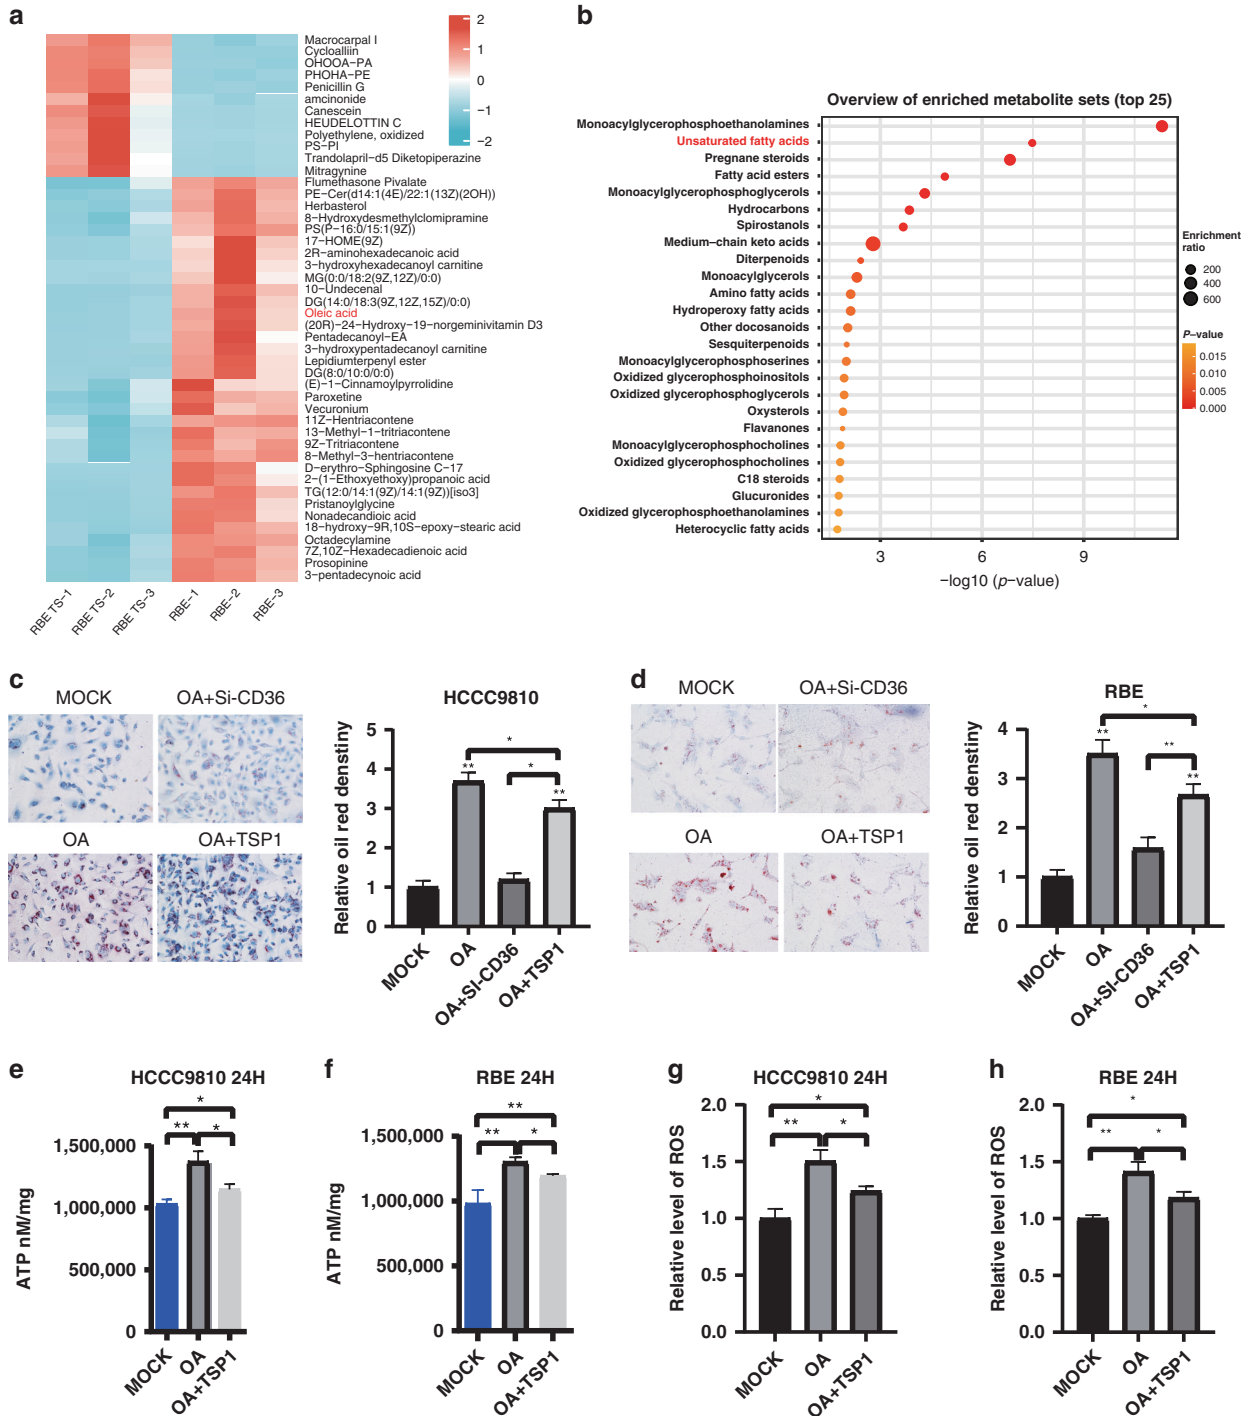 a
Macrocarpal I
Cycloalliin
OHOOA−PA
PHOHA−PE
Penicillin G
amcinonide
Canescein
HEUDELOTTIN C
Polyethylene, oxidized
PS−PI
Trandolapril−d5 Diketopiperazine
Mitragynine
Flumethasone Pivalate
PE−Cer(d14:1(4E)/22:1(13Z)(2OH))
Herbasterol
8−Hydroxydesmethylclomipramine
PS(P−16:0/15:1(9Z))
17−HOME(9Z)
2R−aminohexadecanoic acid
3−hydroxyhexadecanoyl carnitine
MG(0:0/18:2(9Z,12Z)/0:0)
10−Undecenal
DG(14:0/18:3(9Z,12Z,15Z)/0:0)
Oleic acid
(20R)−24−Hydroxy−19−norgeminivitamin D3
Pentadecanoyl−EA
3−hydroxypentadecanoyl carnitine
Lepidiumterpenyl ester
DG(8:0/10:0/0:0)
(E)−1−Cinnamoylpyrrolidine
Paroxetine
Vecuronium
11Z−Hentriacontene
13−Methyl−1−tritriacontene
9Z−Tritriacontene
8−Methyl−3−hentriacontene
D−erythro−Sphingosine C−17
2−(1−Ethoxyethoxy)propanoic acid
TG(12:0/14:1(9Z)/14:1(9Z))[iso3]
Pristanoylglycine
Nonadecandioic acid
18−hydroxy−9R,10S−epoxy−stearic acid
Octadecylamine
7Z,10Z−Hexadecadienoic acid
Prosopinine
3−pentadecynoic acid
2
1
0
−1
−2
RBE TS−1
RBE TS−2
RBE TS−3
RBE−1
RBE−2
RBE−3
b
Overview of enriched metabolite sets (top 25)
Monoacylglycerophosphoethanolamines
Unsaturated fatty acids
Pregnane steroids
Fatty acid esters
Monoacylglycerophosphoglycerols
Hydrocarbons
Spirostanols
Medium−chain keto acids
Diterpenoids
Monoacylglycerols
Amino fatty acids
Hydroperoxy fatty acids
Other docosanoids
Sesquiterpenoids
Monoacylglycerophosphoserines
Oxidized glycerophosphoinositols
Oxidized glycerophosphoglycerols
Oxysterols
Flavanones
Monoacylglycerophosphocholines
Oxidized glycerophosphocholines
C18 steroids
Glucuronides
Oxidized glycerophosphoethanolamines
Heterocyclic fatty acids
3
6
9
−log10 (p−value)
Enrichment
ratio
200
400
600
P−value
0.015
0.010
0.005
0.000
c
MOCK
OA+Si-CD36
OA
OA+TSP1
HCCC9810
Relative oil red denstiny
5
4
3
2
1
0
**
*
*
**
MOCK
OA
OA+SI-CD36
OA+TSP1
d
MOCK
OA+Si-CD36
OA
OA+TSP1
RBE
Relative oil red denstiny
4
3
2
1
0
**
*
**
**
MOCK
OA
OA+SI-CD36
OA+TSP1
e
HCCC9810 24H
ATP nM/mg
1,500,000
1,000,000
500,000
0
*
**
*
MOCK
OA
OA+TSP1
f
RBE 24H
ATP nM/mg
1,500,000
1,000,000
500,000
0
**
**
*
MOCK
OA
OA+TSP1
g
HCCC9810 24H
Relative level of ROS
2.0
1.5
1.0
0.5
0.0
*
**
*
MOCK
OA
OA+TSP1
h
RBE 24H
Relative level of ROS
2.0
1.5
1.0
0.5
0.0
*
**
*
MOCK
OA
OA+TSP1